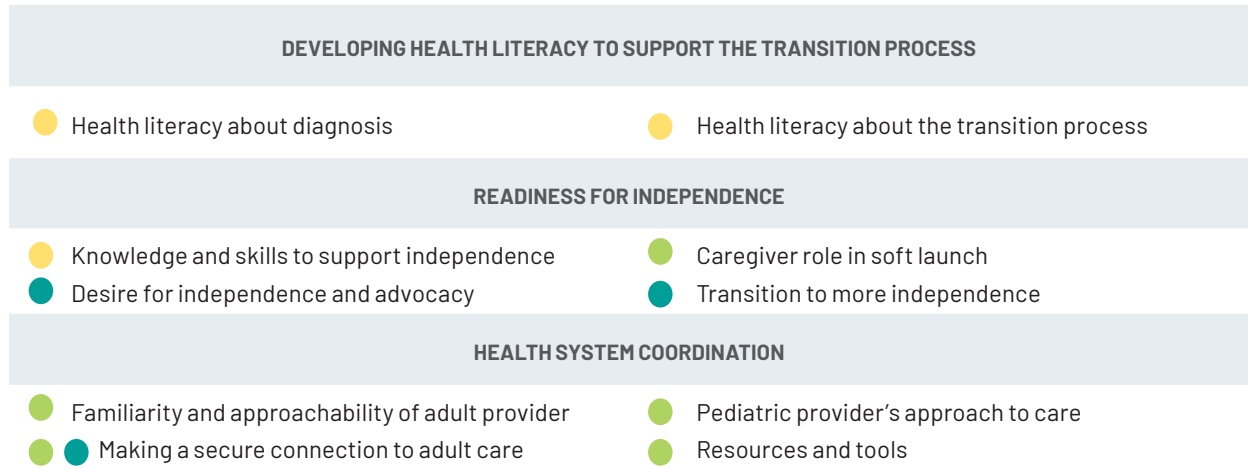 DEVELOPING HEALTH LITERACY TO SUPPORT THE TRANSITION PROCESS
Health literacy about diagnosis
Health literacy about the transition process
READINESS FOR INDEPENDENCE
Knowledge and skills to support independence
Caregiver role in soft launch
Desire for independence and advocacy
Transition to more independence
HEALTH SYSTEM COORDINATION
Familiarity and approachability of adult provider
Pediatric provider’s approach to care
Making a secure connection to adult care
Resources and tools